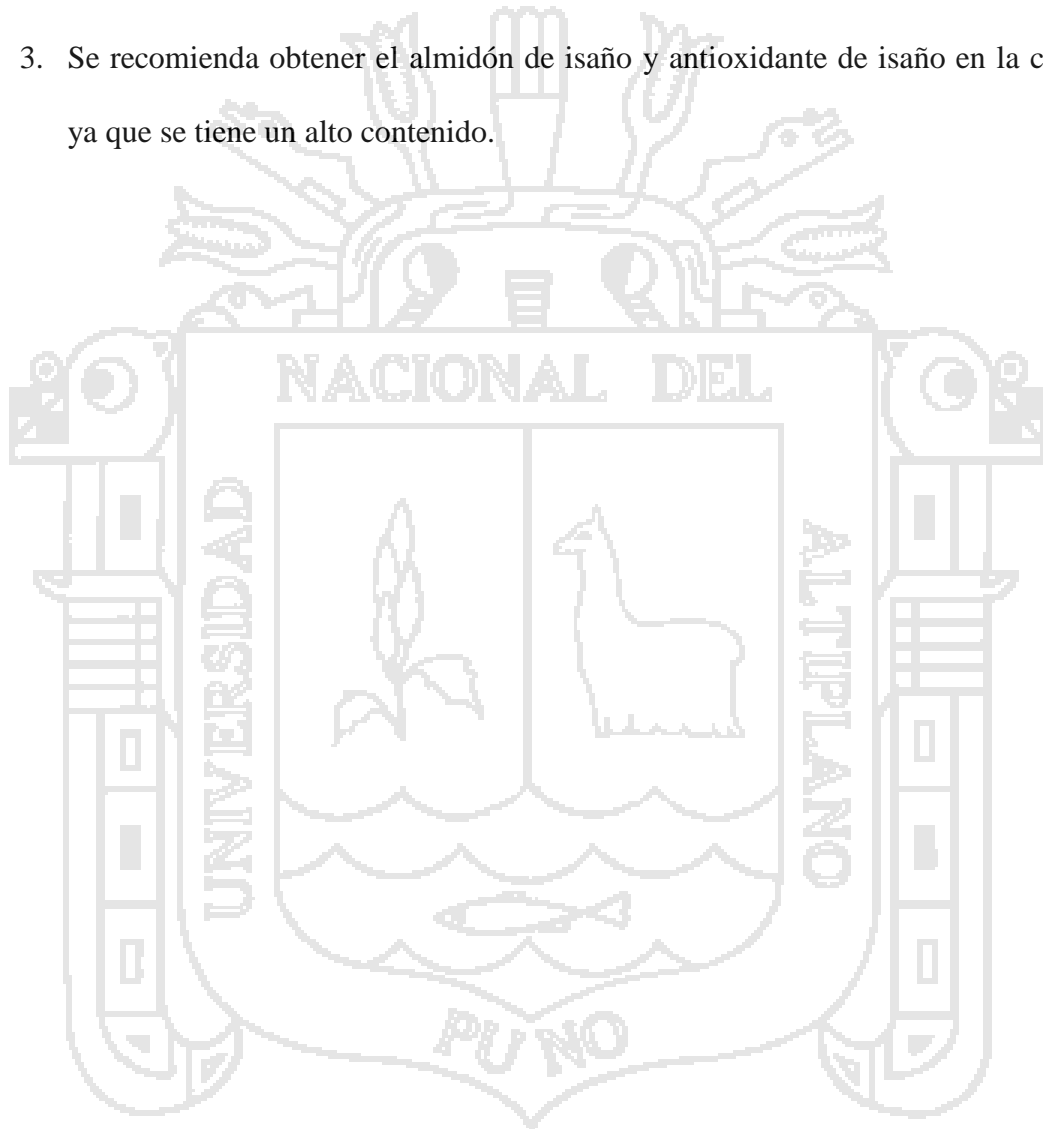 3. Se recomienda obtener el almidón de isaño y antioxidante de isaño en la c
ya que se tiene un alto contenido.
NACIONAL DEL
UNIVERSIDAD
ALTIPLANO
PUNO